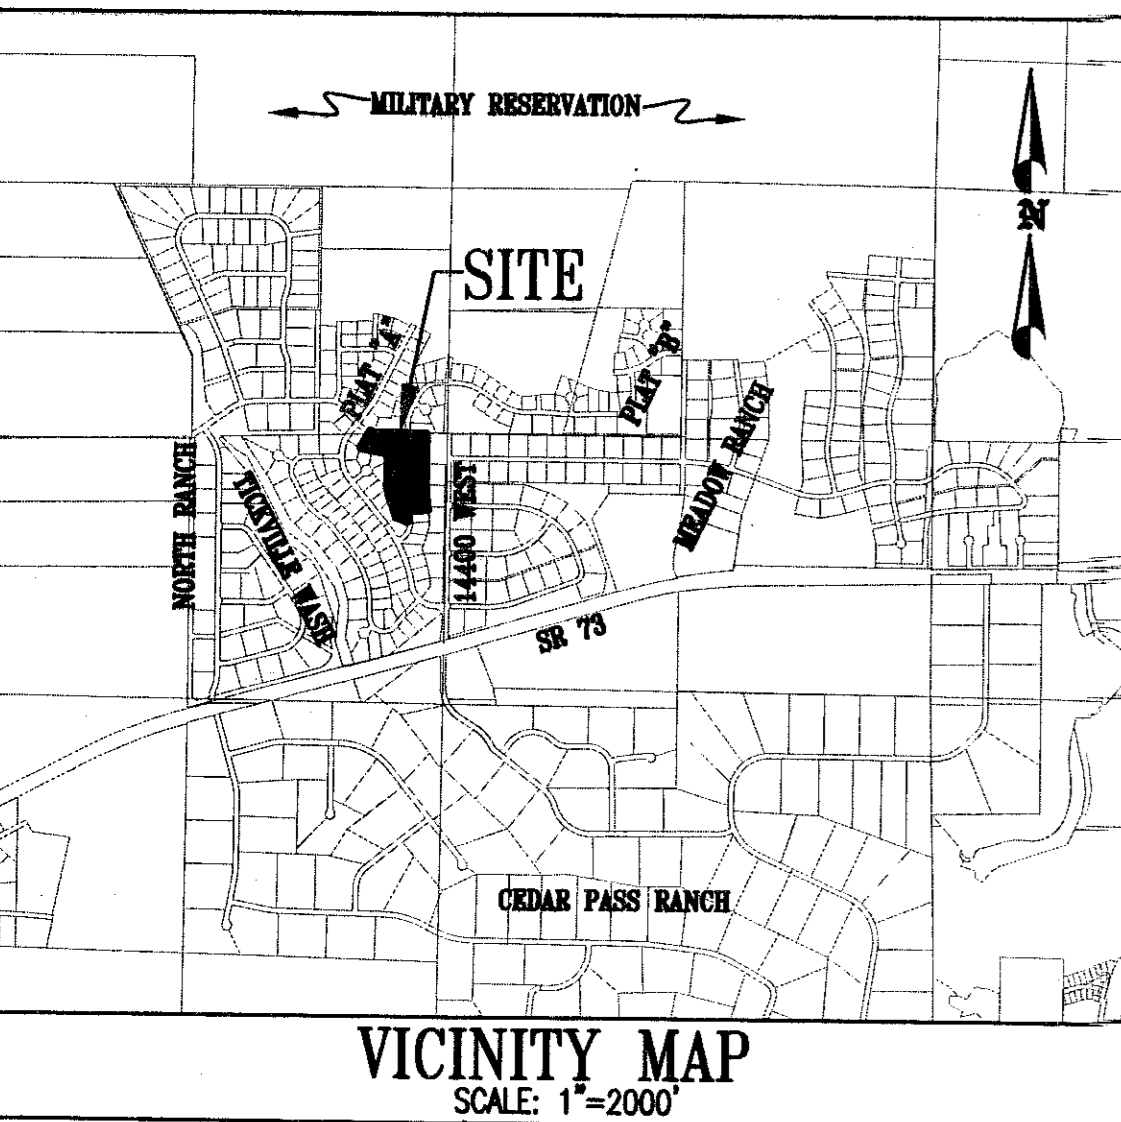 MILITARY RESERVATION
N
SITE
PLAT "A"
PLAT "B"
MEADOW RANCH
NORTH RANCH
TICKVILLE WASH
14400 WEST
SR 73
CEDAR PASS RANCH
VICINITY MAP
SCALE: 1"=2000'